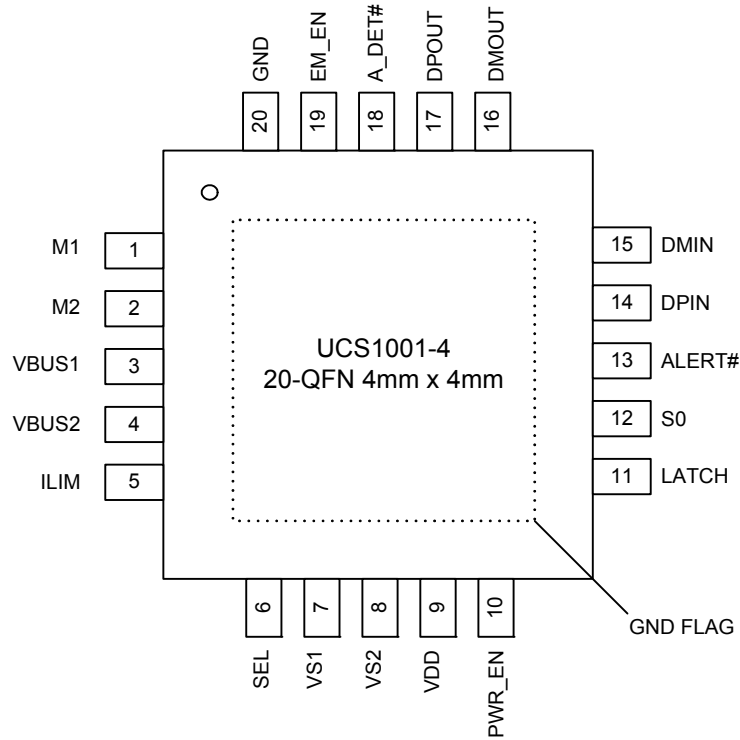 GND
EM_EN
A_DET#
DPOUT
DMOUT
20
19
18
17
16
M1
1
M2
2
VBUS1
3
VBUS2
4
ILIM
5
UCS1001-4
20-QFN 4mm x 4mm
15
DMIN
14
DPIN
13
ALERT#
12
S0
11
LATCH
6
7
8
9
10
SEL
VS1
VS2
VDD
PWR_EN
GND FLAG